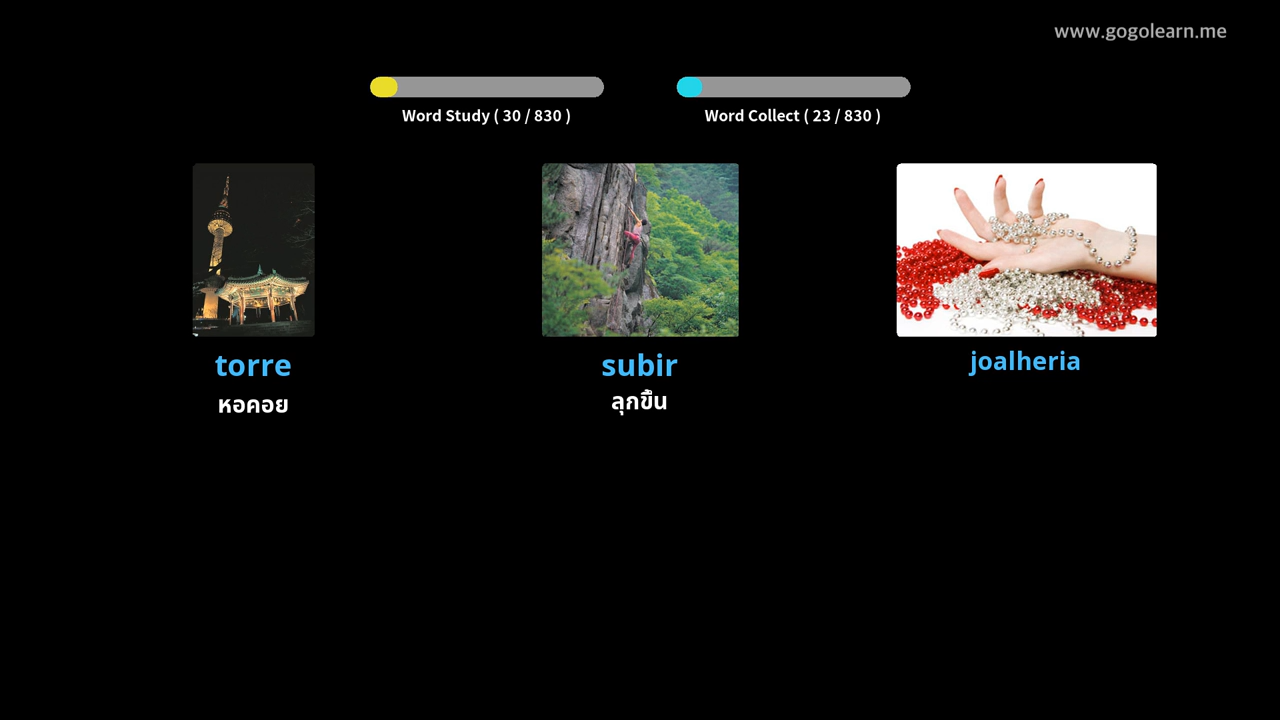 www.gogolearn.me
Word Study ( 30 / 830 )
Word Collect ( 23 / 830 )
torre
subir
joalheria
หอคอย
ลุกขึ้น